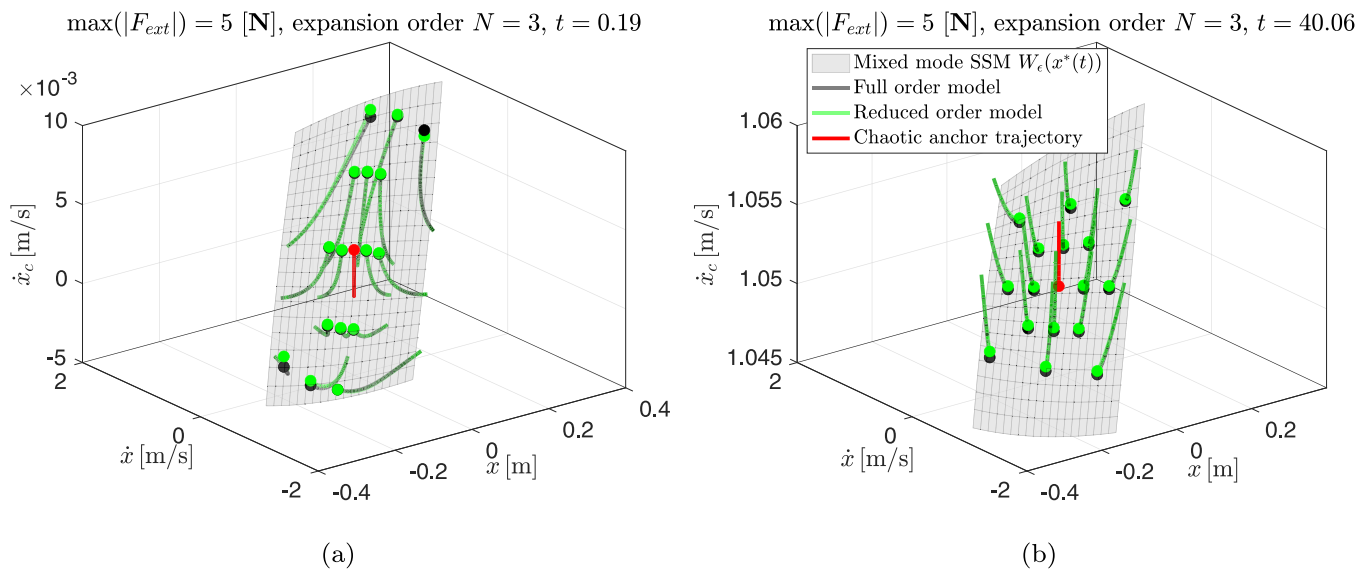 max(|F_ext|) = 5 [N], expansion order N = 3, t = 0.19
×10⁻³
10
5
0
-5
ẋ_c [m/s]
2
0
-2
ẋ [m/s]
-0.4
-0.2
0
0.2
0.4
x [m]
(a)
max(|F_ext|) = 5 [N], expansion order N = 3, t = 40.06
Mixed mode SSM W_ϵ(x*(t))
Full order model
Reduced order model
Chaotic anchor trajectory
1.06
1.055
1.05
1.045
ẋ_c [m/s]
2
0
-2
ẋ [m/s]
-0.4
-0.2
0
0.2
0.4
x [m]
(b)